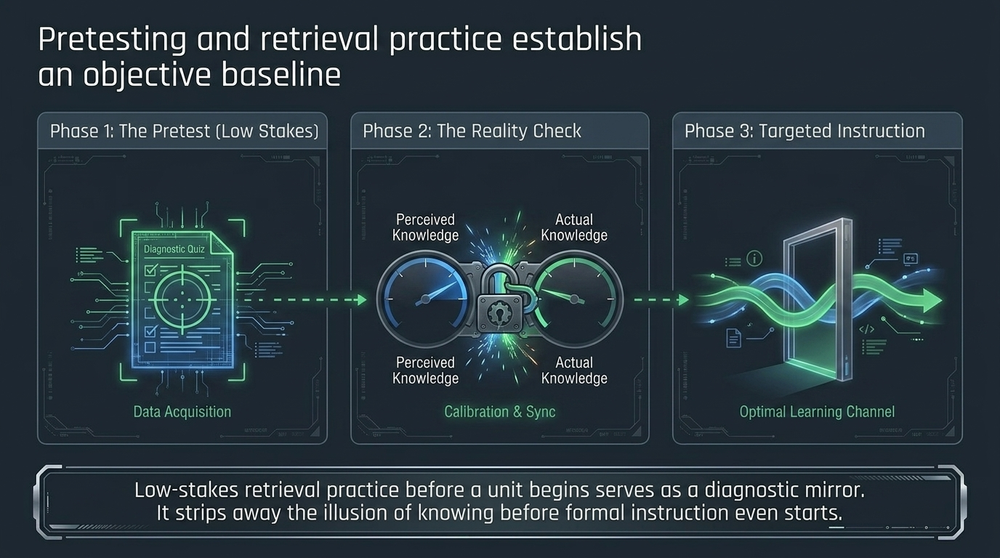 Pretesting and retrieval practice establish
an objective baseline
Phase 1: The Pretest (Low Stakes)
Diagnostic Quiz
Data Acquisition
Phase 2: The Reality Check
Perceived
Knowledge
Actual
Knowledge
Perceived
Knowledge
Actual
Knowledge
Calibration & Sync
Phase 3: Targeted Instruction
Optimal Learning Channel
Low-stakes retrieval practice before a unit begins serves as a diagnostic mirror.
It strips away the illusion of knowing before formal instruction even starts.